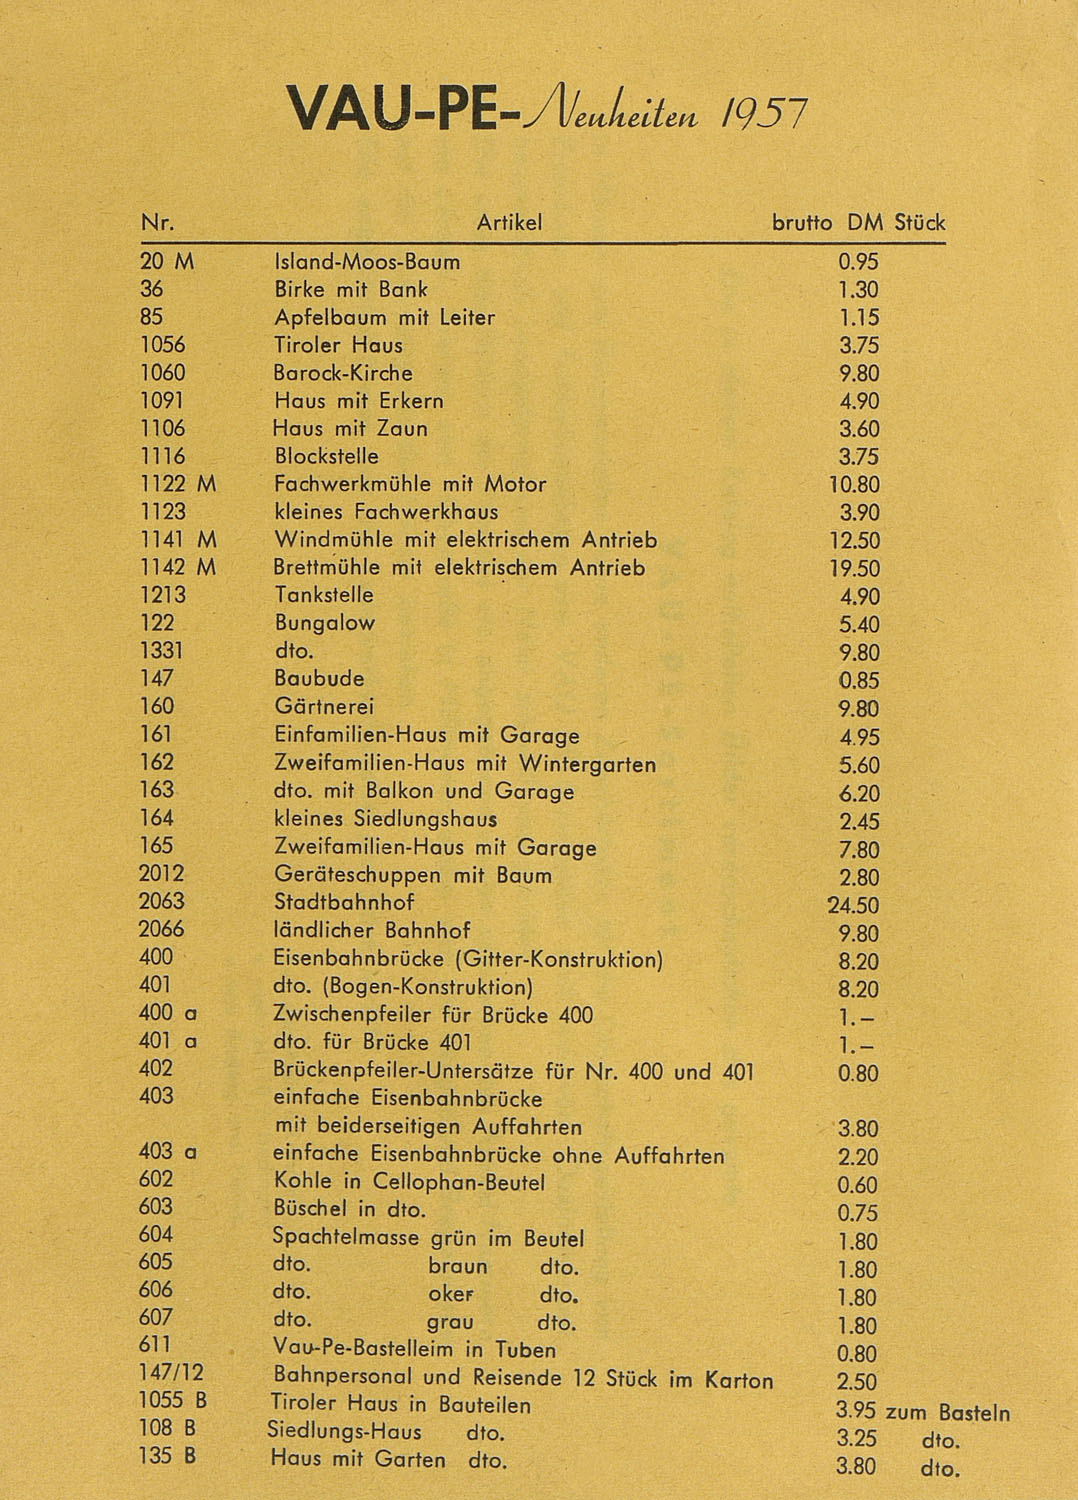 VAU-PE-Neuheiten 1957
Nr. Artikel brutto DM Stück
20 M Island-Moos-Baum 0.95
36 Birke mit Bank 1.30
85 Apfelbaum mit Leiter 1.15
1056 Tiroler Haus 3.75
1060 Barock-Kirche 9.80
1091 Haus mit Erkern 4.90
1106 Haus mit Zaun 3.60
1116 Blockstelle 3.75
1122 M Fachwerkmühle mit Motor 10.80
1123 kleines Fachwerkhaus 3.90
1141 M Windmühle mit elektrischem Antrieb 12.50
1142 M Brettmühle mit elektrischem Antrieb 19.50
1213 Tankstelle 4.90
122 Bungalow 5.40
1331 dto. 9.80
147 Baubude 0.85
160 Gärtnerei 9.80
161 Einfamilien-Haus mit Garage 4.95
162 Zweifamilien-Haus mit Wintergarten 5.60
163 dto. mit Balkon und Garage 6.20
164 kleines Siedlungshaus 2.45
165 Zweifamilien-Haus mit Garage 7.80
2012 Geräteschuppen mit Baum 2.80
2063 Stadtbahnhof 24.50
2066 ländlicher Bahnhof 9.80
400 Eisenbahnbrücke (Gitter-Konstruktion) 8.20
401 dto. (Bogen-Konstruktion) 8.20
400 a Zwischenpfeiler für Brücke 400 1.–
401 a dto. für Brücke 401 1.–
402 Brückenpfeiler-Untersätze für Nr. 400 und 401 0.80
403 einfache Eisenbahnbrücke
mit beiderseitigen Auffahrten 3.80
403 a einfache Eisenbahnbrücke ohne Auffahrten 2.20
602 Kohle in Cellophan-Beutel 0.60
603 Büschel in dto. 0.75
604 Spachtelmasse grün im Beutel 1.80
605 dto. braun dto. 1.80
606 dto. oker dto. 1.80
607 dto. grau dto. 1.80
611 Vau-Pe-Bastelleim in Tuben 0.80
147/12 Bahnpersonal und Reisende 12 Stück im Karton 2.50
1055 B Tiroler Haus in Bauteilen 3.95 zum Basteln
108 B Siedlungs-Haus dto. 3.25 dto.
135 B Haus mit Garten dto. 3.80 dto.